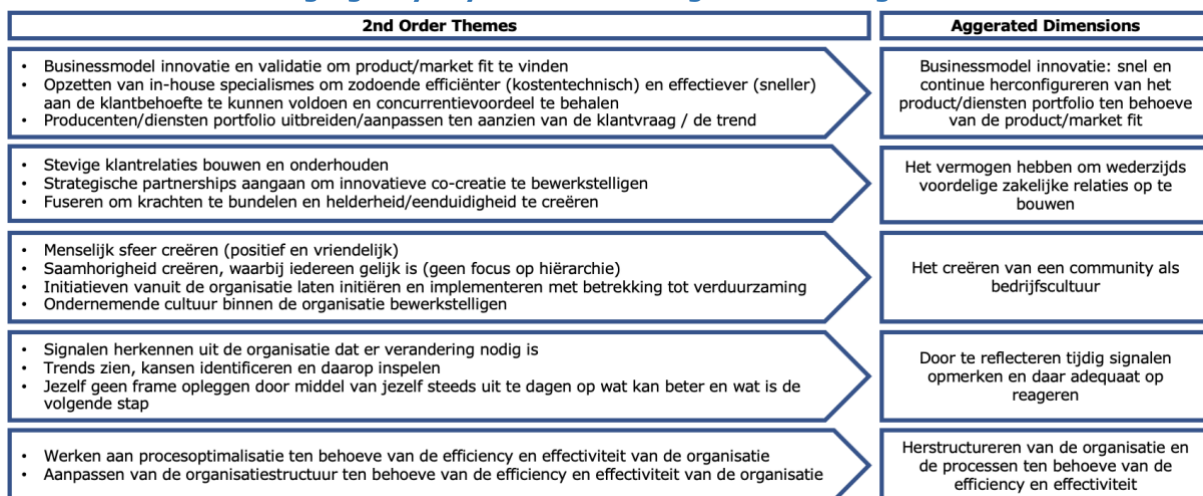 2nd Order Themes
Aggerated Dimensions
• Businessmodel innovatie en validatie om product/market fit te vinden
• Opzetten van in-house specialismes om zodoende efficiënter (kostentechnisch) en effectiever (sneller)
aan de klantbehoefte te kunnen voldoen en concurrentievoordeel te behalen
• Producenten/diensten portfolio uitbreiden/aanpassen ten aanzien van de klantvraag / de trend
Businessmodel innovatie: snel en
continue herconfigureren van het
product/diensten portfolio ten behoeve
van de product/market fit
• Stevige klantrelaties bouwen en onderhouden
• Strategische partnerships aangaan om innovatieve co-creatie te bewerkstelligen
• Fuseren om krachten te bundelen en helderheid/eenduidigheid te creëren
Het vermogen hebben om wederzijds
voordelige zakelijke relaties op te
bouwen
• Menselijk sfeer creëren (positief en vriendelijk)
• Saamhorigheid creëren, waarbij iedereen gelijk is (geen focus op hiërarchie)
• Initiatieven vanuit de organisatie laten initiëren en implementeren met betrekking tot verduurzaming
• Ondernemende cultuur binnen de organisatie bewerkstelligen
Het creëren van een community als
bedrijfscultuur
• Signalen herkennen uit de organisatie dat er verandering nodig is
• Trends zien, kansen identificeren en daarop inspelen
• Jezelf geen frame opleggen door middel van jezelf steeds uit te dagen op wat kan beter en wat is de
volgende stap
Door te reflecteren tijdig signalen
opmerken en daar adequaat op
reageren
• Werken aan procesoptimalisatie ten behoeve van de efficiency en effectiviteit van de organisatie
• Aanpassen van de organisatiestructuur ten behoeve van de efficiency en effectiviteit van de organisatie
Herstructureren van de organisatie en
de processen ten behoeve van de
efficiency en effectiviteit